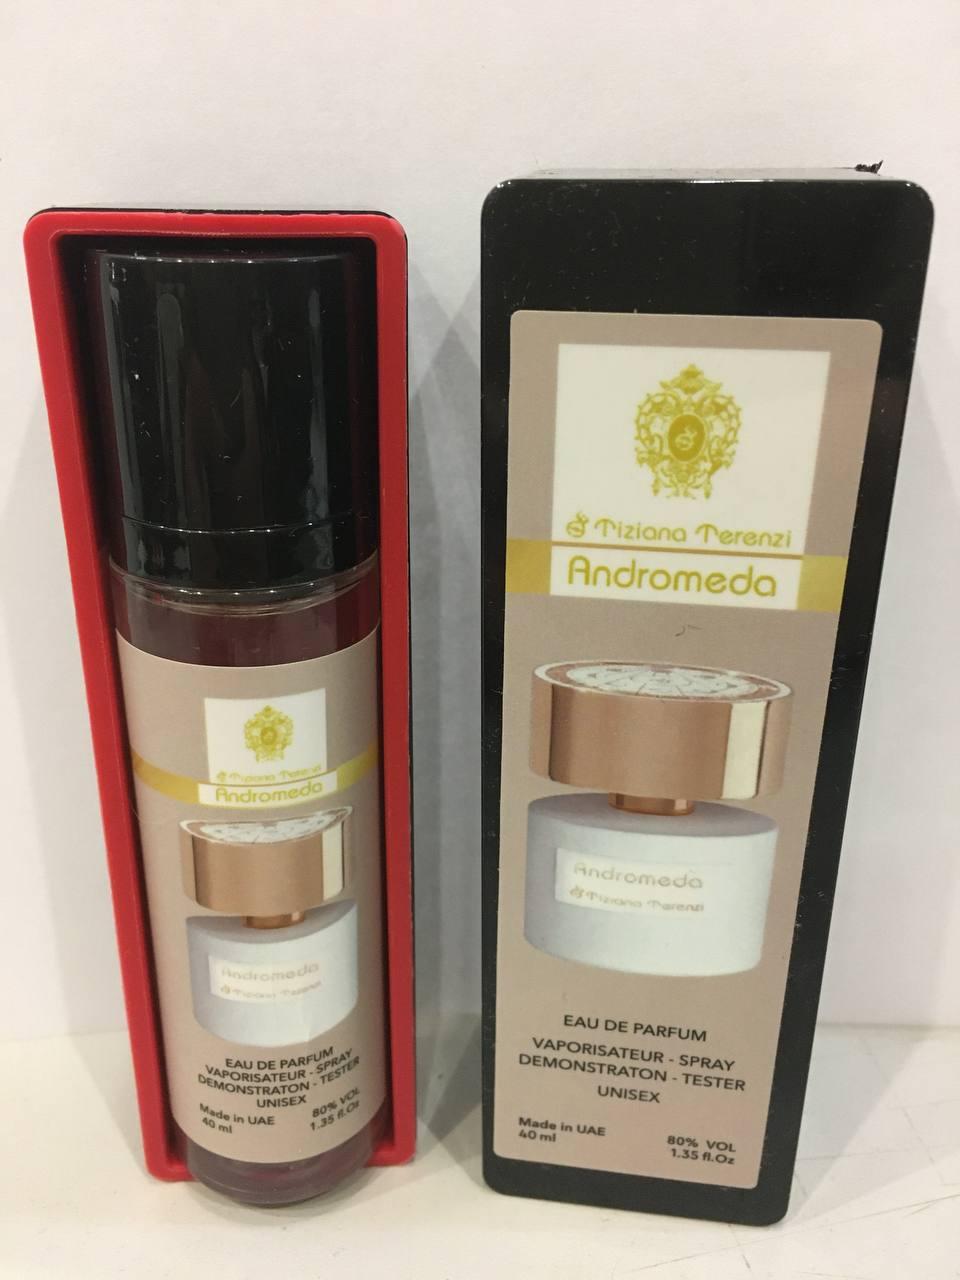 Tiziana Terenzi
Andromeda
Andromeda
Tiziana Terenzi
EAU DE PARFUM
VAPORISATEUR - SPRAY
DEMONSTRATON - TESTER
UNISEX
Made in UAE
40 ml
80% VOL
1.35 fl.Oz
Tiziana Terenzi
Andromeda
Andromeda
Tiziana Terenzi
EAU DE PARFUM
VAPORISATEUR - SPRAY
DEMONSTRATON - TESTER
UNISEX
Made in UAE
40 ml
80% VOL
1.35 fl.Oz